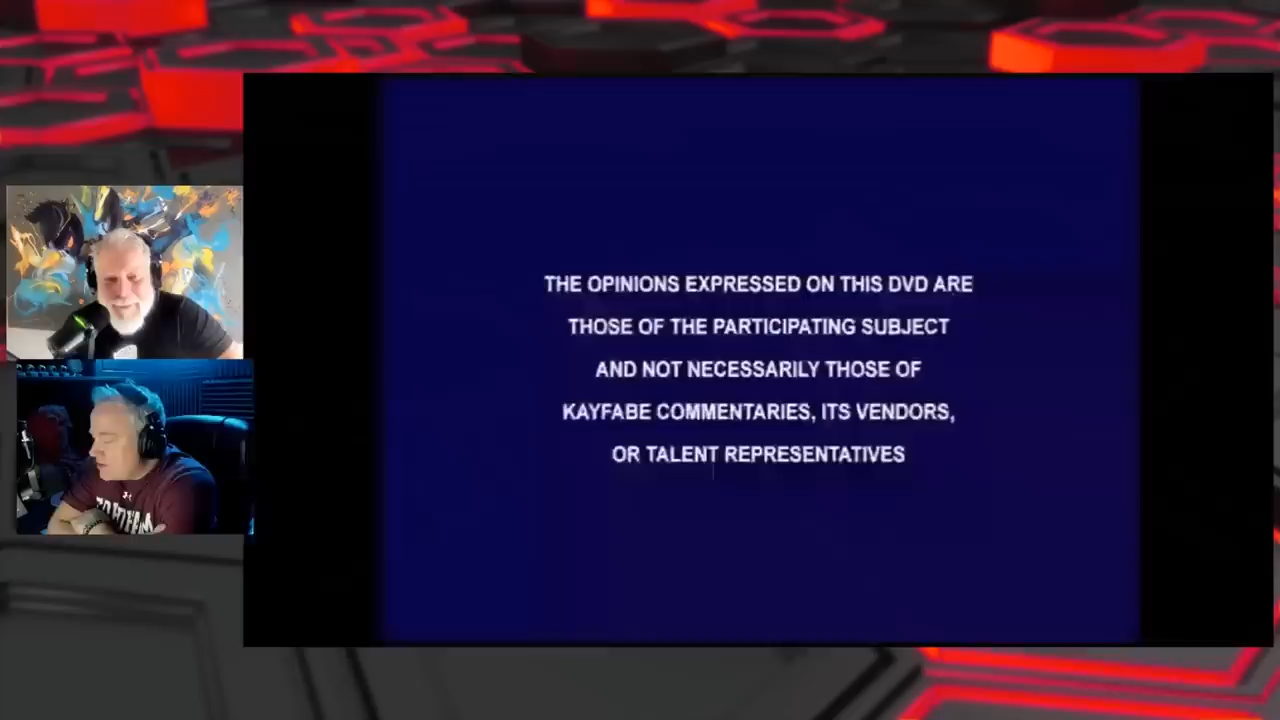 THE OPINIONS EXPRESSED ON THIS DVD ARE
THOSE OF THE PARTICIPATING SUBJECT
AND NOT NECESSARILY THOSE OF
KAYFABE COMMENTARIES, ITS VENDORS,
OR TALENT REPRESENTATIVES